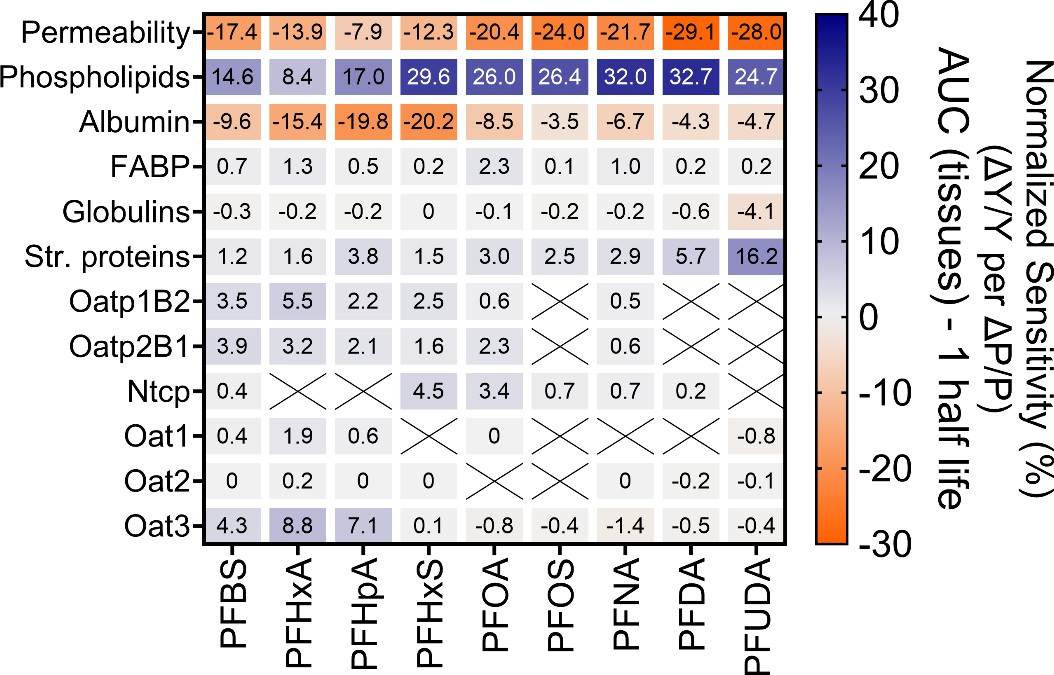 Permeability -17.4 -13.9 -7.9 -12.3 -20.4 -24.0 -21.7 -29.1 -28.0
Phospholipids 14.6 8.4 17.0 29.6 26.0 26.4 32.0 32.7 24.7
Albumin -9.6 -15.4 -19.8 -20.2 -8.5 -3.5 -6.7 -4.3 -4.7
FABP 0.7 1.3 0.5 0.2 2.3 0.1 1.0 0.2 0.2
Globulins -0.3 -0.2 -0.2 0 -0.1 -0.2 -0.2 -0.6 -4.1
Str. proteins 1.2 1.6 3.8 1.5 3.0 2.5 2.9 5.7 16.2
Oatp1B2 3.5 5.5 2.2 2.5 0.6 0.5
Oatp2B1 3.9 3.2 2.1 1.6 2.3 0.6
Ntcp 0.4 4.5 3.4 0.7 0.7 0.2
Oat1 0.4 1.9 0.6 0 -0.8
Oat2 0 0.2 0 0 0 -0.2 -0.1
Oat3 4.3 8.8 7.1 0.1 -0.8 -0.4 -1.4 -0.5 -0.4
PFBS PFHxA PFHpA PFHxS PFOA PFOS PFNA PFDA PFUDA
40
30
20
10
0
-10
-20
-30
Normalized Sensitivity (%)
(ΔY/Y per ΔP/P)
AUC (tissues) - 1 half life